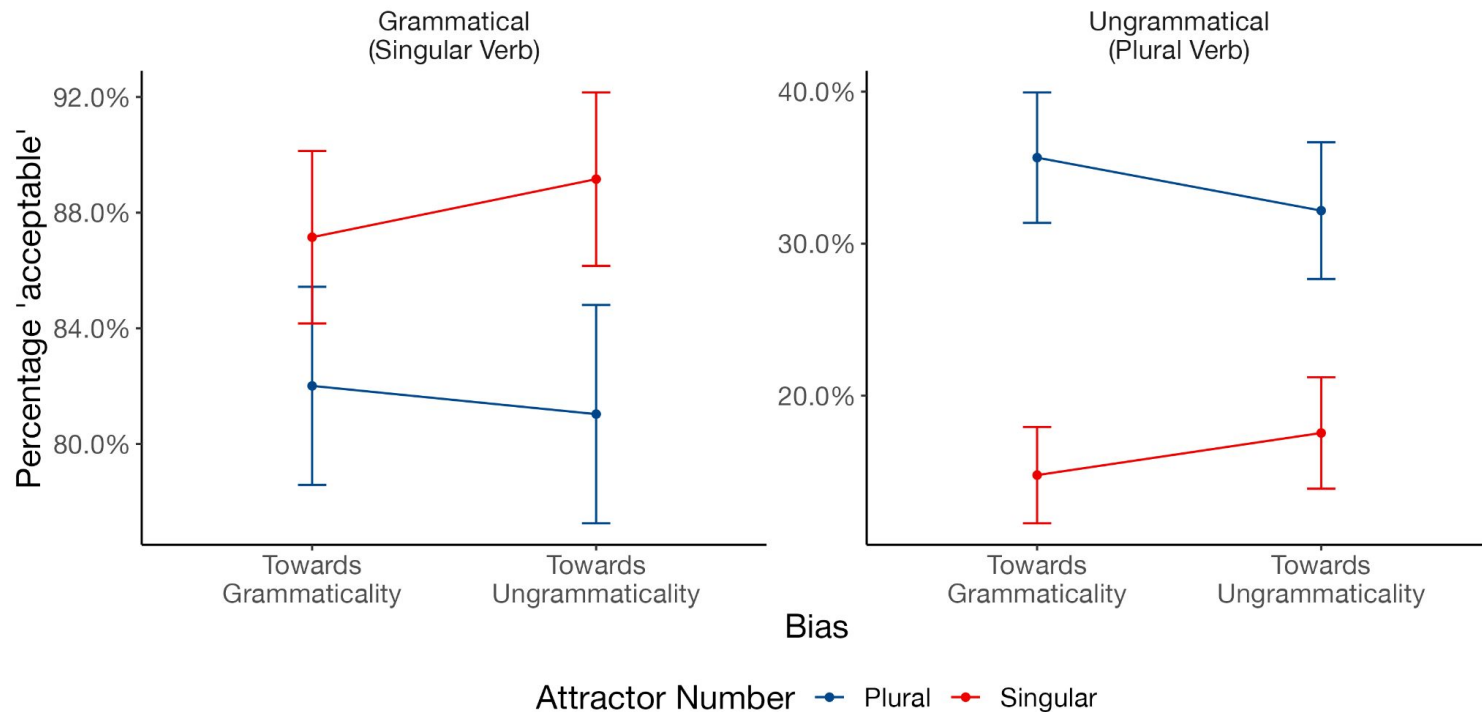 Grammatical
(Singular Verb)
Ungrammatical
(Plural Verb)
Percentage 'acceptable'
92.0%
88.0%
84.0%
80.0%
40.0%
30.0%
20.0%
Towards
Grammaticality
Towards
Ungrammaticality
Towards
Grammaticality
Towards
Ungrammaticality
Bias
Attractor Number Plural Singular